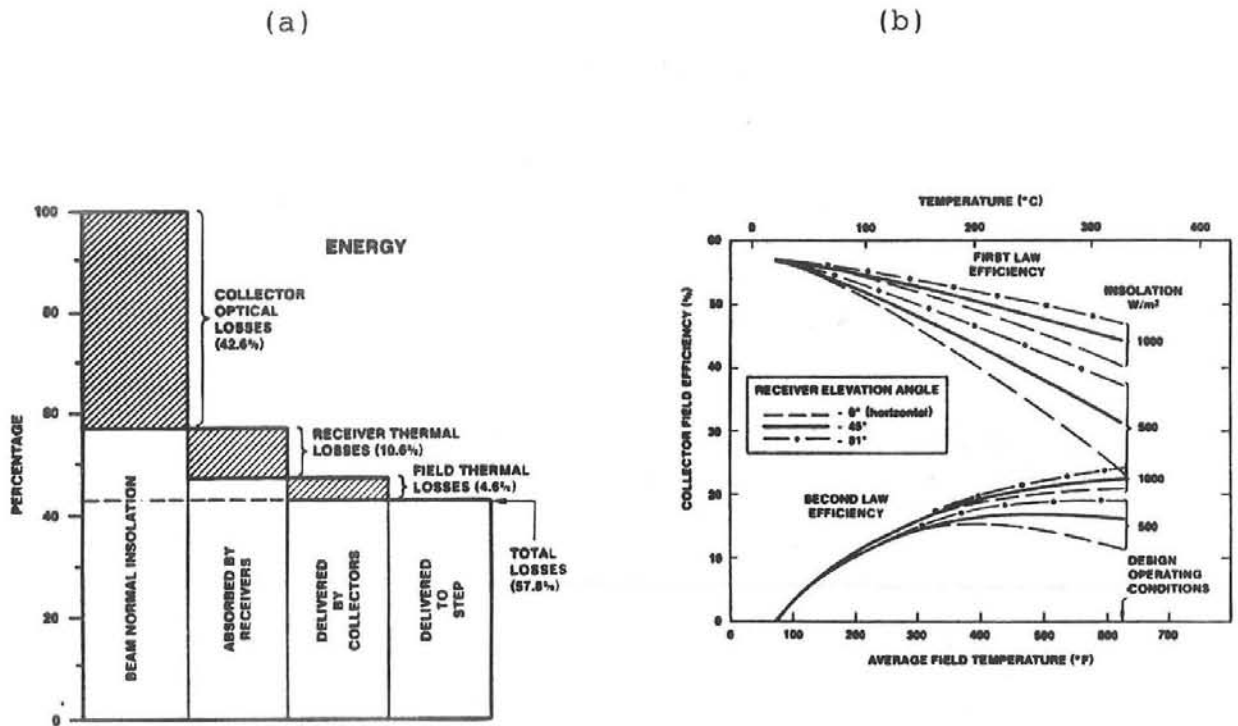 (a)
(b)
100
80
60
40
20
0
PERCENTAGE
ENERGY
COLLECTOR
OPTICAL
LOSSES
(42.6%)
RECEIVER THERMAL
LOSSES (10.6%)
FIELD THERMAL
LOSSES (4.6%)
TOTAL
LOSSES
(57.8%)
BEAM NORMAL INSOLATION
ABSORBED BY
RECEIVERS
DELIVERED
BY
COLLECTORS
DELIVERED
TO
STEP
TEMPERATURE (°C)
0 100 200 300 400
60
50
40
30
20
10
0
COLLECTOR FIELD EFFICIENCY (%)
FIRST LAW
EFFICIENCY
INSOLATION
W/m²
1000
500
RECEIVER ELEVATION ANGLE
- 0° (horizontal)
- 45°
- 81°
SECOND LAW
EFFICIENCY
1000
500
DESIGN
OPERATING
CONDITIONS
0 100 200 300 400 500 600 700
AVERAGE FIELD TEMPERATURE (°F)